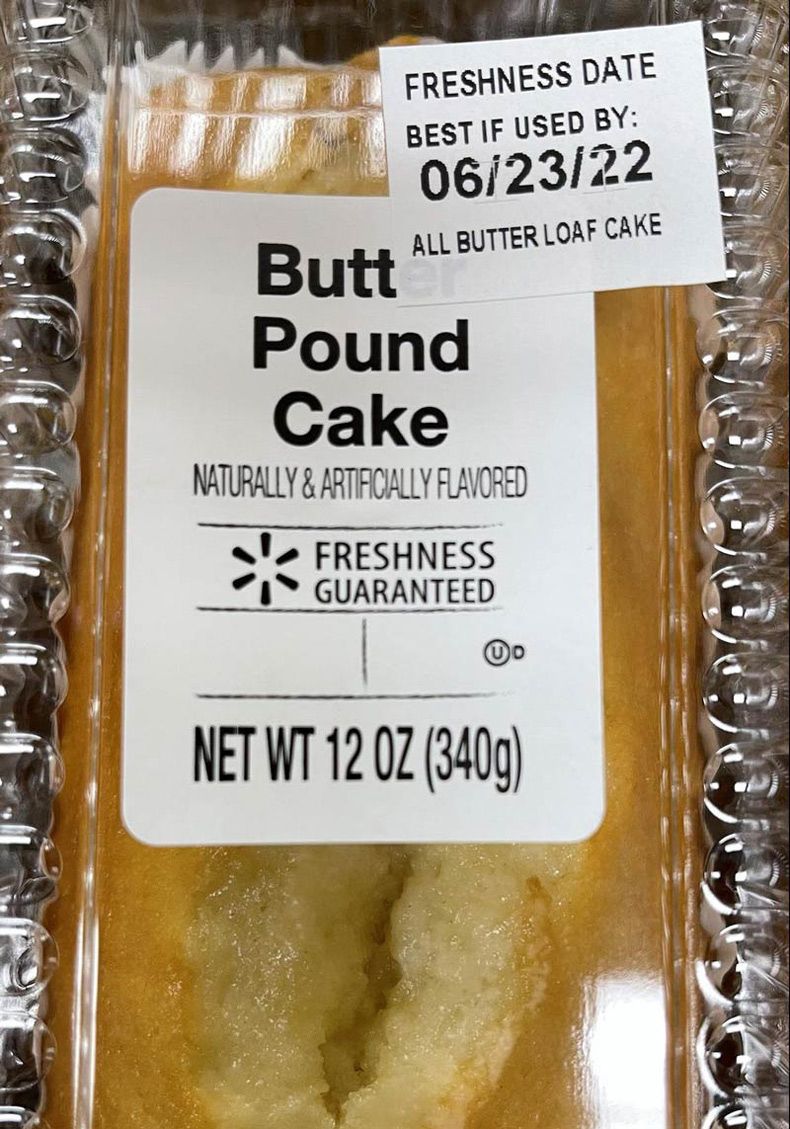 FRESHNESS DATE
BEST IF USED BY:
06/23/22
ALL BUTTER LOAF CAKE
Butter
Pound
Cake
NATURALLY & ARTIFICIALLY FLAVORED
FRESHNESS
GUARANTEED
U D
NET WT 12 OZ (340g)